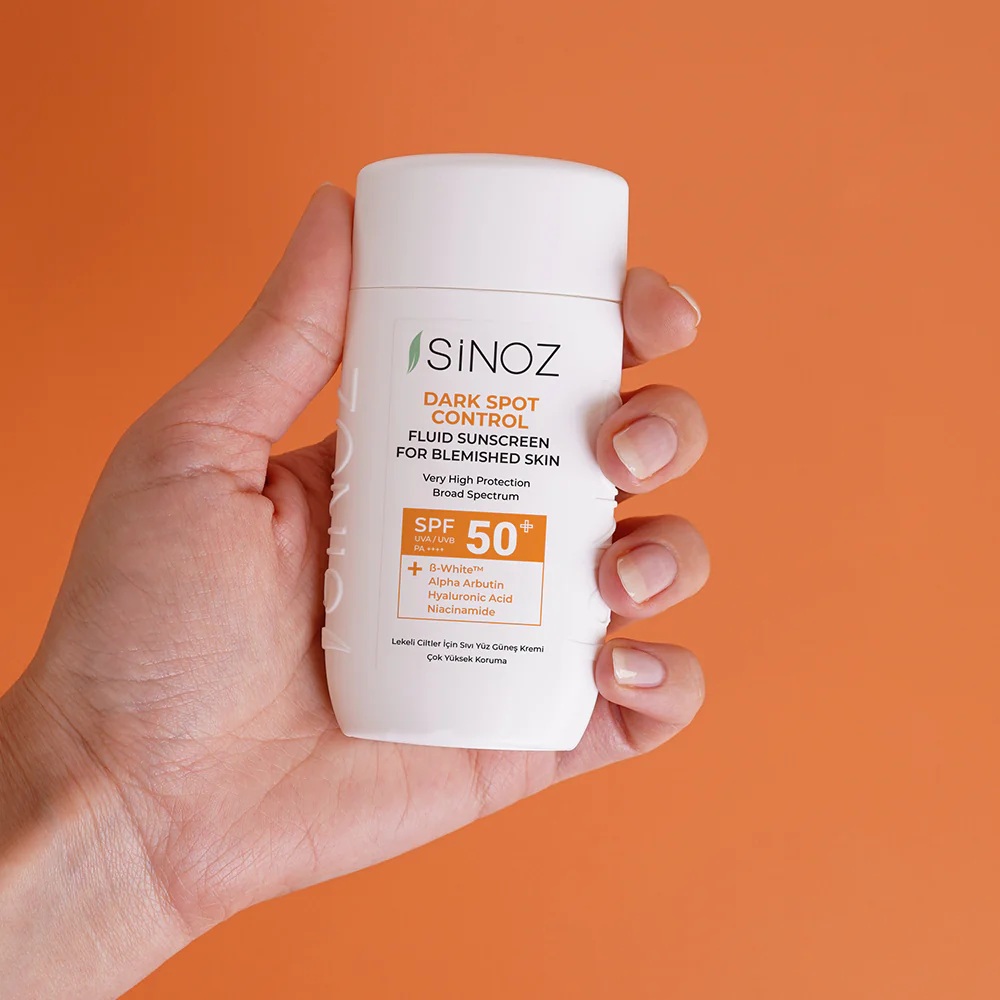 SiNOZ
DARK SPOT
CONTROL
FLUID SUNSCREEN
FOR BLEMISHED SKIN
Very High Protection
Broad Spectrum
SPF 50+
UVA / UVB
PA ++++
+ ß-White™
Alpha Arbutin
Hyaluronic Acid
Niacinamide
Lekeli Ciltler İçin Sıvı Yüz Güneş Kremi
Çok Yüksek Koruma
SiNOZ